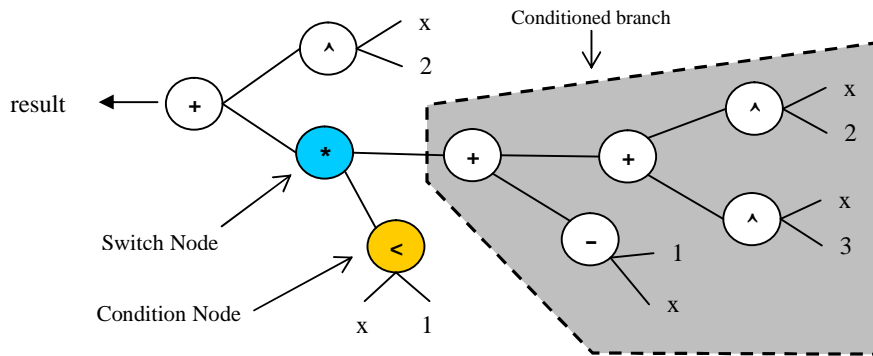 Conditioned branch
x
^
2
x
^
2
result
+
*
+
+
x
^
3
Switch Node
<
-
1
x
Condition Node
x
1